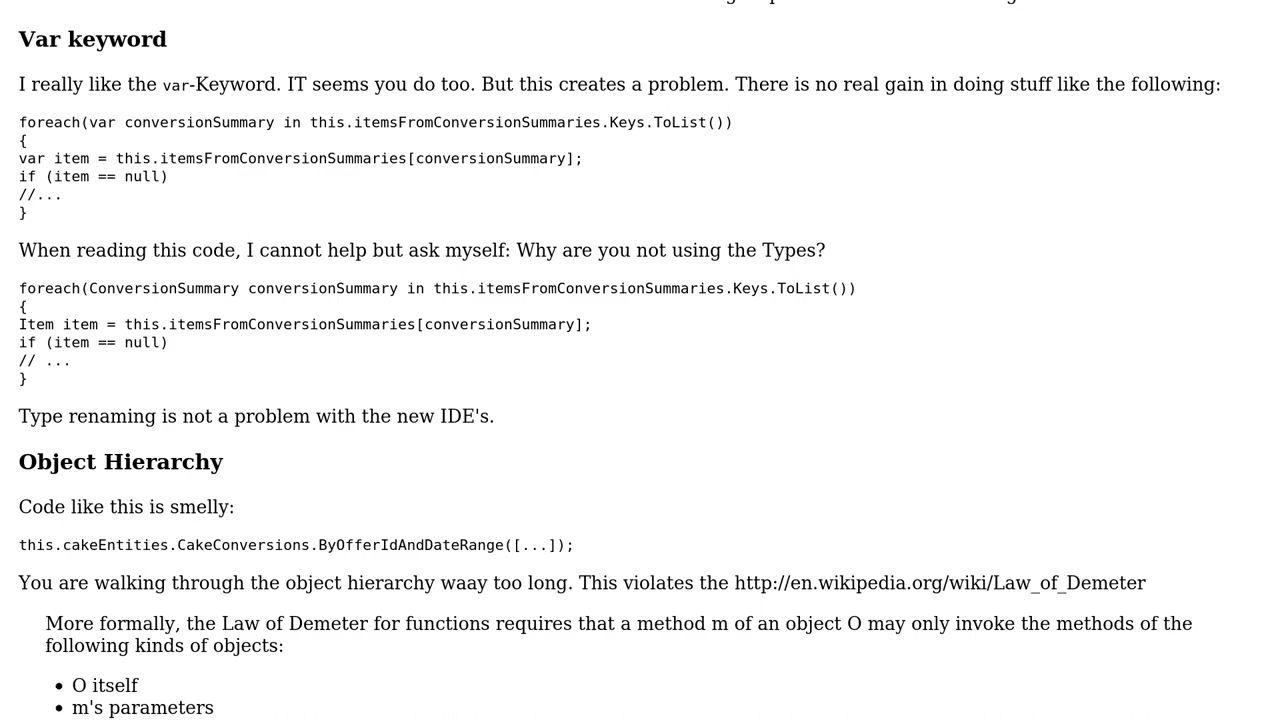 Var keyword
I really like the var-Keyword. IT seems you do too. But this creates a problem. There is no real gain in doing stuff like the following:
foreach(var conversionSummary in this.itemsFromConversionSummaries.Keys.ToList())
{
var item = this.itemsFromConversionSummaries[conversionSummary];
if (item == null)
//...
}
When reading this code, I cannot help but ask myself: Why are you not using the Types?
foreach(ConversionSummary conversionSummary in this.itemsFromConversionSummaries.Keys.ToList())
{
Item item = this.itemsFromConversionSummaries[conversionSummary];
if (item == null)
// ...
}
Type renaming is not a problem with the new IDE's.
Object Hierarchy
Code like this is smelly:
this.cakeEntities.CakeConversions.ByOfferIdAndDateRange([...]);
You are walking through the object hierarchy waay too long. This violates the http://en.wikipedia.org/wiki/Law_of_Demeter
More formally, the Law of Demeter for functions requires that a method m of an object O may only invoke the methods of the
following kinds of objects:
• O itself
• m's parameters